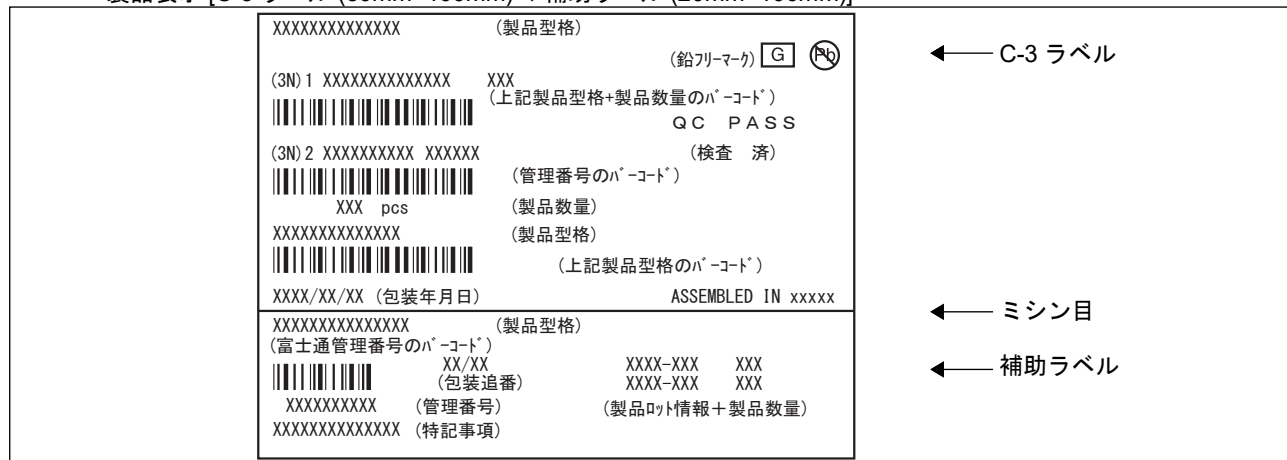 XXXXXXXXXXXXXX (製品型格)
(鉛ﾌﾘｰﾏｰｸ) G Pb
C-3 ラベル
(3N)1 XXXXXXXXXXXXXX XXX
(上記製品型格+製品数量のﾊﾞｰｺｰﾄﾞ)
QC PASS
(3N)2 XXXXXXXXXX XXXXXX (検査 済)
(管理番号のﾊﾞｰｺｰﾄﾞ)
XXX pcs (製品数量)
XXXXXXXXXXXXXX (製品型格)
(上記製品型格のﾊﾞｰｺｰﾄﾞ)
XXXX/XX/XX (包装年月日) ASSEMBLED IN xxxxx
ミシン目
XXXXXXXXXXXXXXX (製品型格)
(富士通管理番号のﾊﾞｰｺｰﾄﾞ)
補助ラベル
XX/XX XXXX-XXX XXX
(包装追番) XXXX-XXX XXX
XXXXXXXXXX (管理番号) (製品ﾛｯﾄ情報＋製品数量)
XXXXXXXXXXXXXX (特記事項)